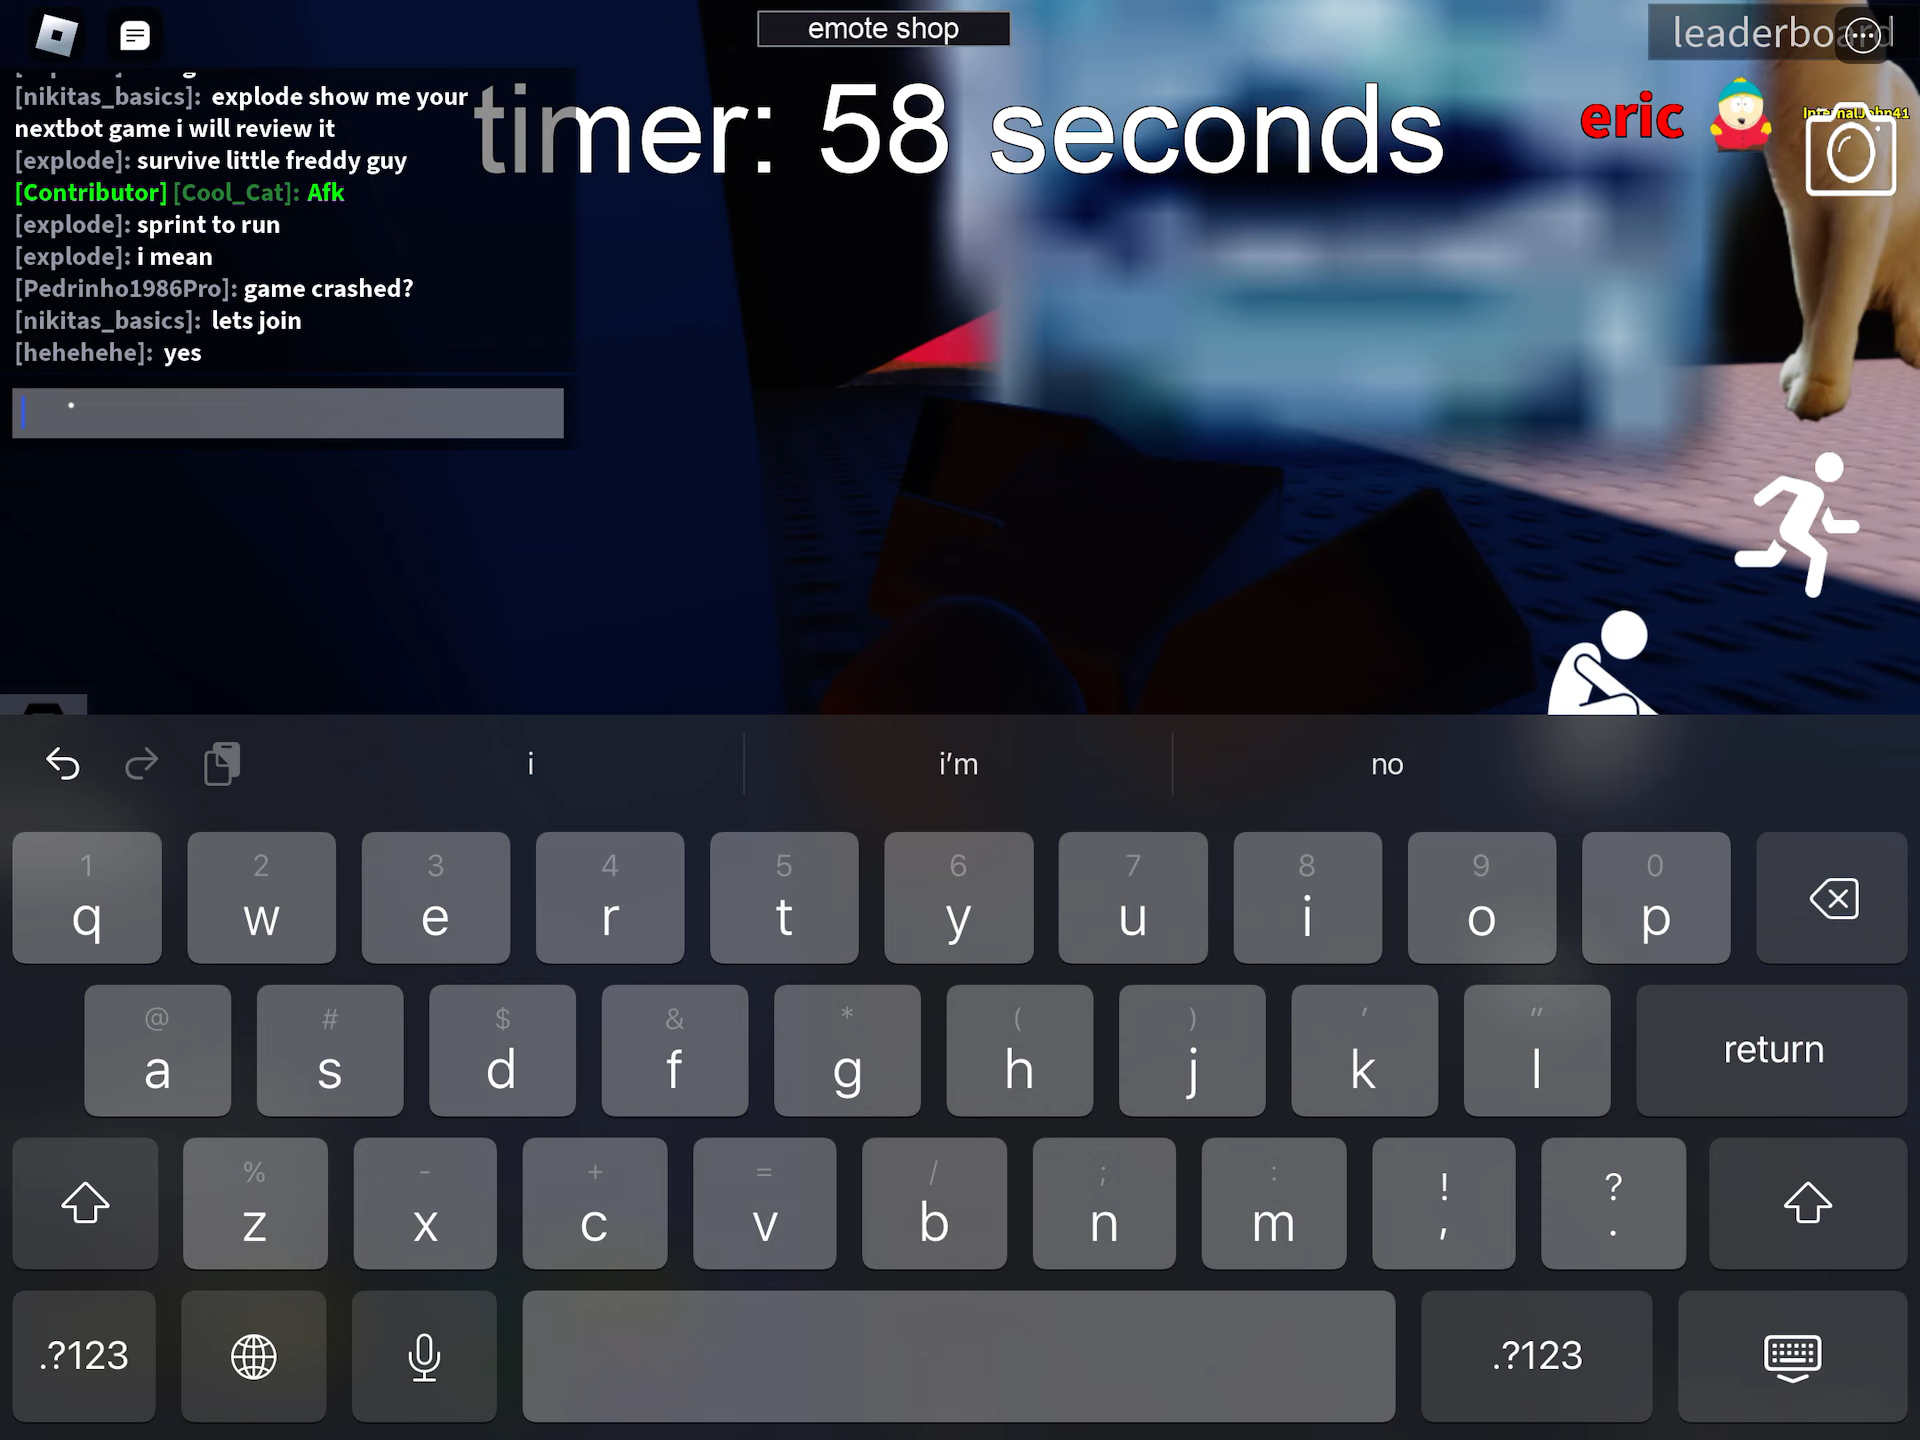 emote shop
leaderboard
[nikitas_basics]: explode show me your
nextbot game i will review it
[explode]: survive little freddy guy
[Contributor] [Cool_Cat]: Afk
[explode]: sprint to run
[explode]: i mean
[Pedrinho1986Pro]: game crashed?
[nikitas_basics]: lets join
[hehehehe]: yes
timer: 58 seconds
eric
i
i'm
no
1 2 3 4 5 6 7 8 9 0
q w e r t y u i o p
@ # $ & * ( ) ' "
a s d f g h j k l return
% - + = / ; : ! ?
z x c v b n m , .
.?123 .?123